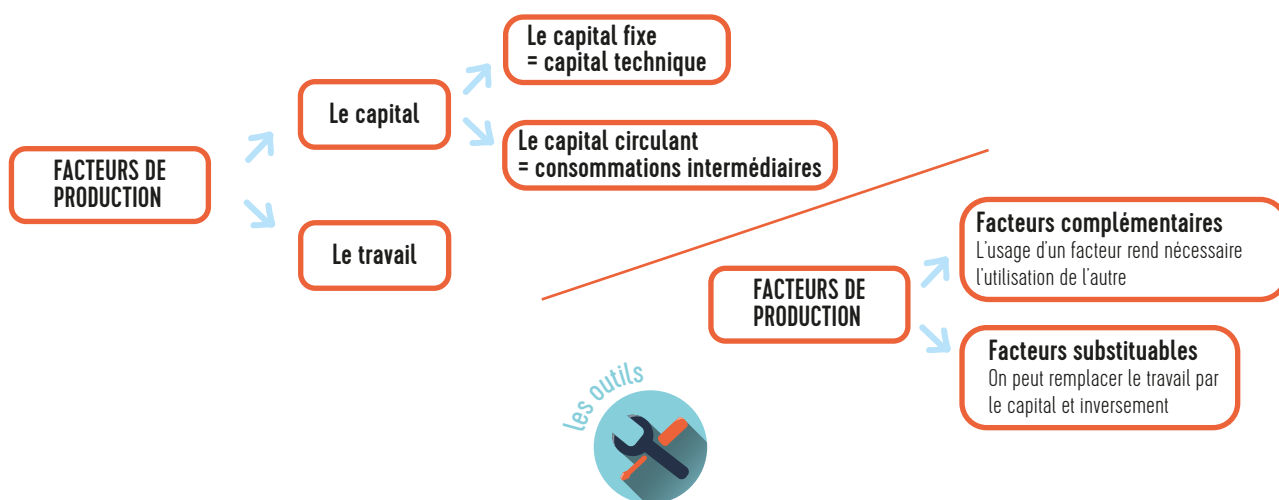 Le capital fixe
= capital technique
Le capital
Le capital circulant
= consommations intermédiaires
FACTEURS DE
PRODUCTION
Le travail
Facteurs complémentaires
L'usage d'un facteur rend nécessaire
l'utilisation de l'autre
FACTEURS DE
PRODUCTION
Facteurs substituables
On peut remplacer le travail par
le capital et inversement
les outils